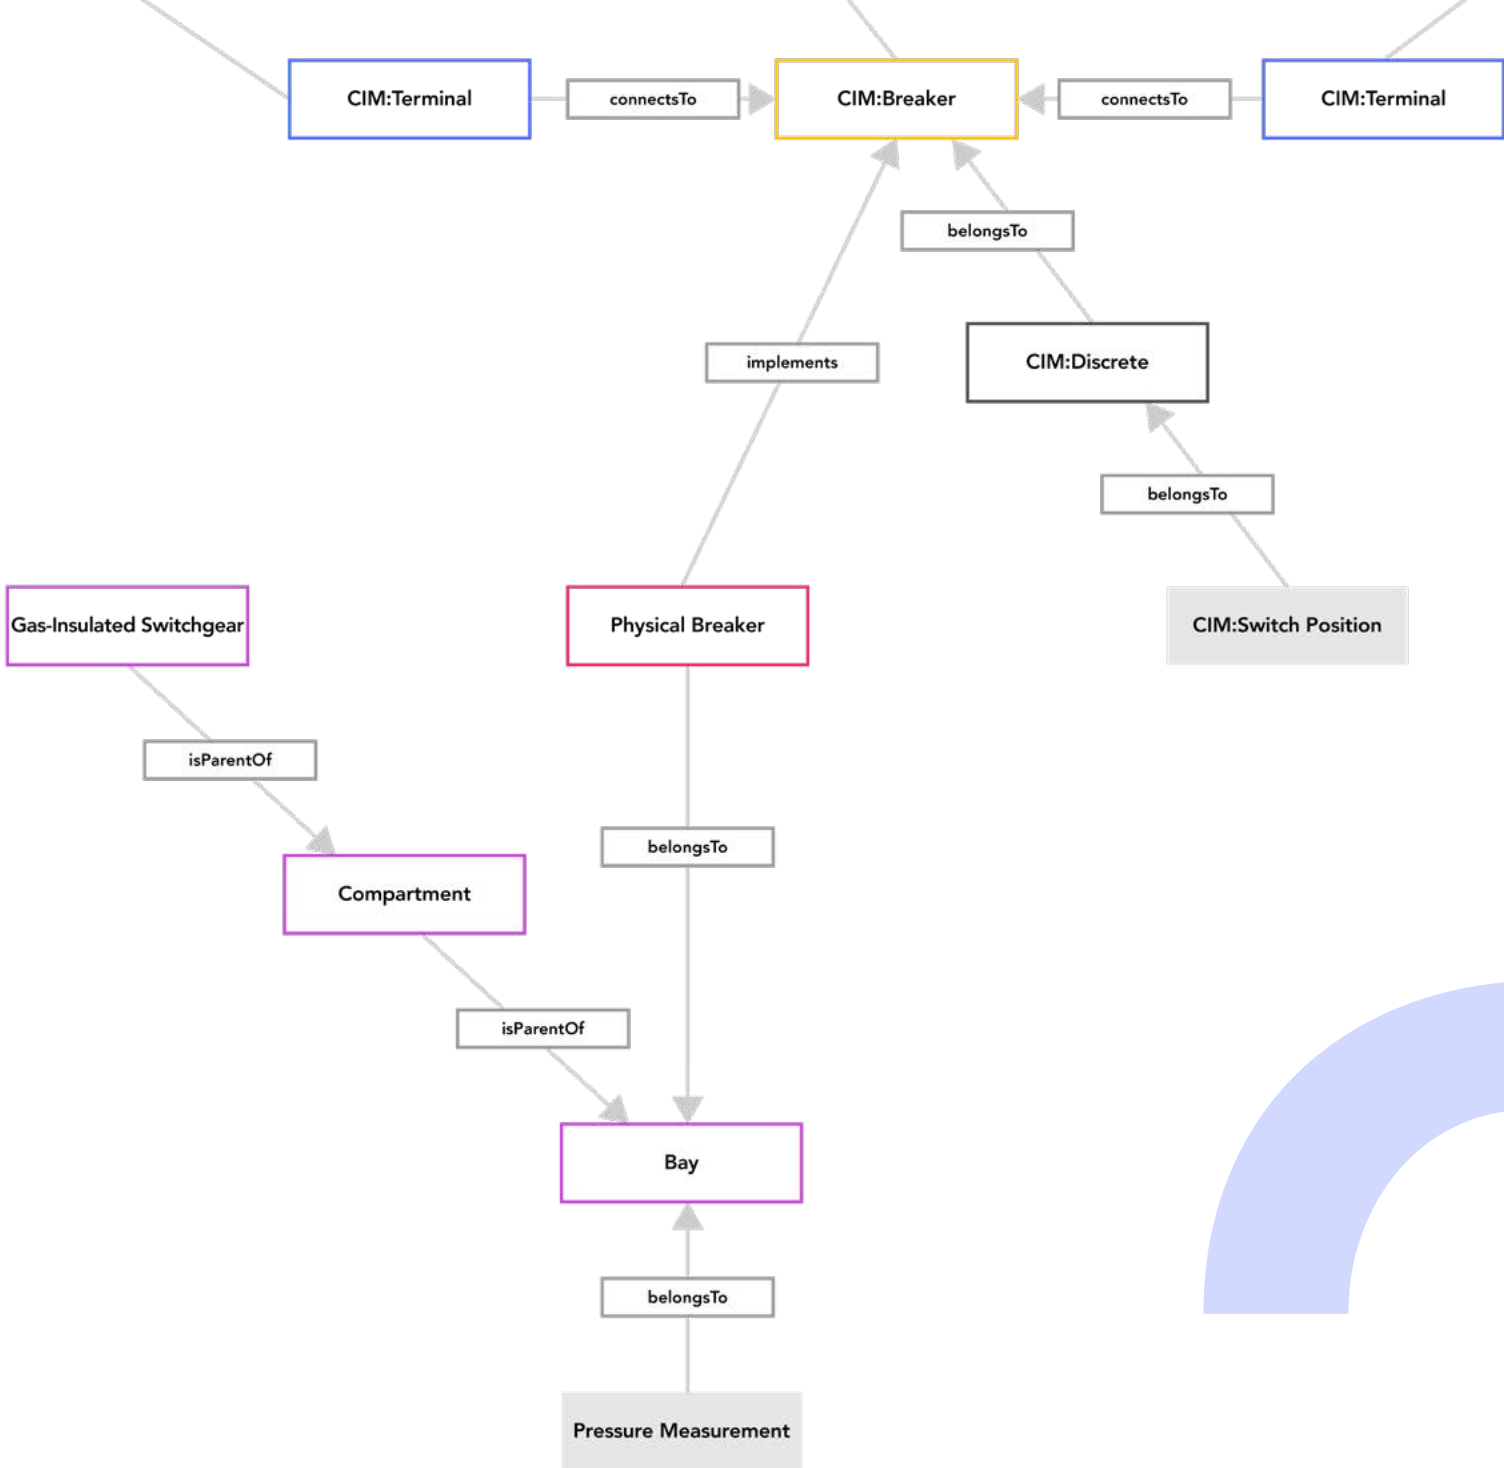 CIM:Terminal
connectsTo
CIM:Breaker
connectsTo
CIM:Terminal
belongsTo
implements
CIM:Discrete
belongsTo
Gas-Insulated Switchgear
Physical Breaker
CIM:Switch Position
isParentOf
belongsTo
Compartment
isParentOf
Bay
belongsTo
Pressure Measurement